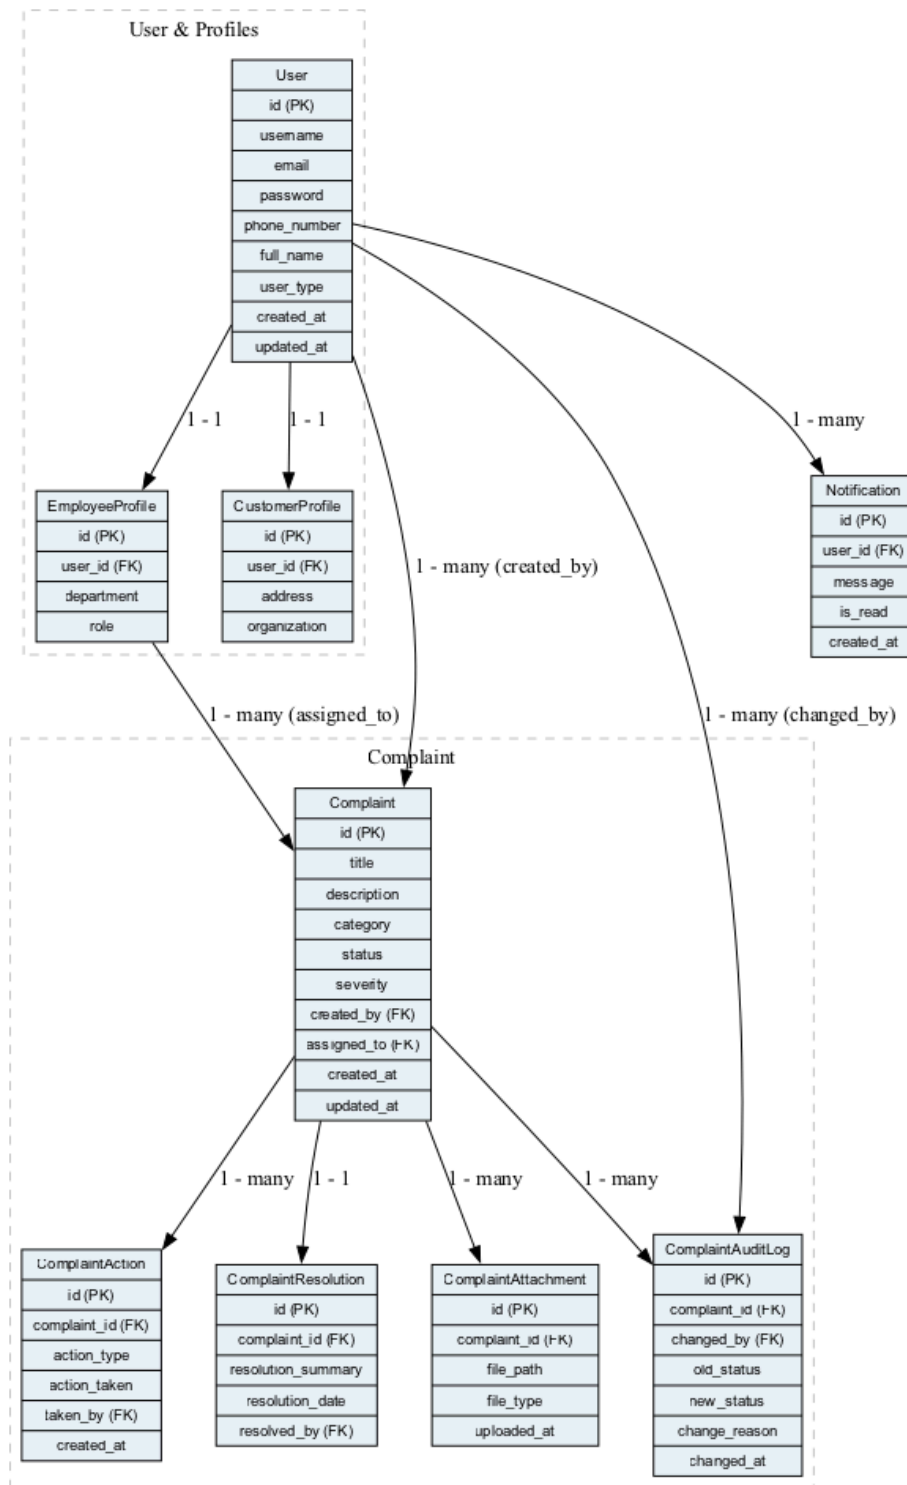 User & Profiles
User
id (PK)
username
email
password
phone_number
full_name
user_type
created_at
updated_at
1 - 1
1 - 1
1 - many
EmployeeProfile
id (PK)
user_id (FK)
department
role
CustomerProfile
id (PK)
user_id (FK)
address
organization
1 - many (created_by)
Notification
id (PK)
user_id (FK)
message
is_read
created_at
1 - many (assigned_to)
1 - many (changed_by)
Complaint
Complaint
id (PK)
title
description
category
status
severity
created_by (FK)
assigned_to (FK)
created_at
updated_at
1 - many
1 - 1
1 - many
1 - many
ComplaintAction
id (PK)
complaint_id (FK)
action_type
action_taken
taken_by (FK)
created_at
ComplaintResolution
id (PK)
complaint_id (FK)
resolution_summary
resolution_date
resolved_by (FK)
ComplaintAttachment
id (PK)
complaint_id (FK)
file_path
file_type
uploaded_at
ComplaintAuditLog
id (PK)
complaint_id (FK)
changed_by (FK)
old_status
new_status
change_reason
changed_at